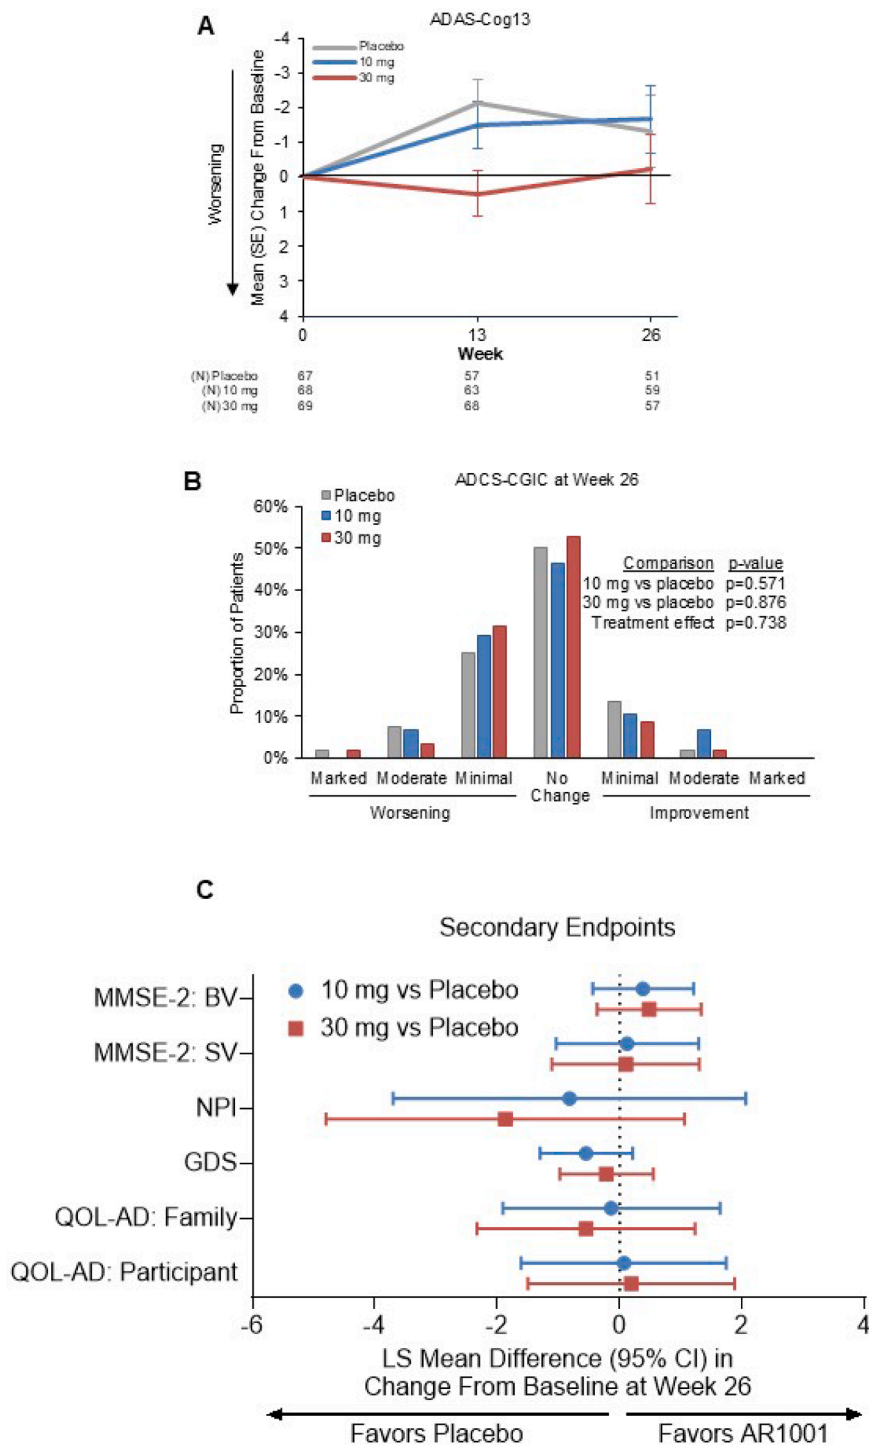 A
ADAS-Cog13
Placebo
10 mg
30 mg
Worsening
Mean (SE) Change From Baseline
-4
-3
-2
-1
0
1
2
3
4
0 13 26
Week
(N) Placebo 67 57 51
(N) 10 mg 68 63 59
(N) 30 mg 69 68 57
B
ADCS-CGIC at Week 26
Placebo
10 mg
30 mg
Proportion of Patients
60%
50%
40%
30%
20%
10%
0%
Comparison p-value
10 mg vs placebo p=0.571
30 mg vs placebo p=0.876
Treatment effect p=0.738
Marked Moderate Minimal No Change Minimal Moderate Marked
Worsening Improvement
C
Secondary Endpoints
10 mg vs Placebo
30 mg vs Placebo
MMSE-2: BV
MMSE-2: SV
NPI
GDS
QOL-AD: Family
QOL-AD: Participant
-6 -4 -2 0 2 4
LS Mean Difference (95% CI) in
Change From Baseline at Week 26
Favors Placebo Favors AR1001